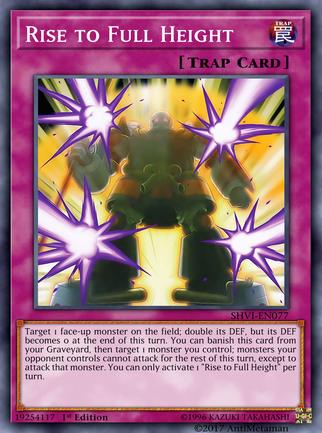 Rise to Full Height
TRAP
罠
[Trap Card]
SHVI-EN077
Target 1 face-up monster on the field; double its DEF, but its DEF
becomes 0 at the end of this turn. You can banish this card
from your Graveyard, then target 1 monster you control; monsters your
opponent controls cannot attack for the rest of this turn, except to
attack that monster. You can only activate 1 "Rise to Full Height" per
turn.
19254117 1st Edition ©1996 KAZUKI TAKAHASHI
©2017 AntiMetaman